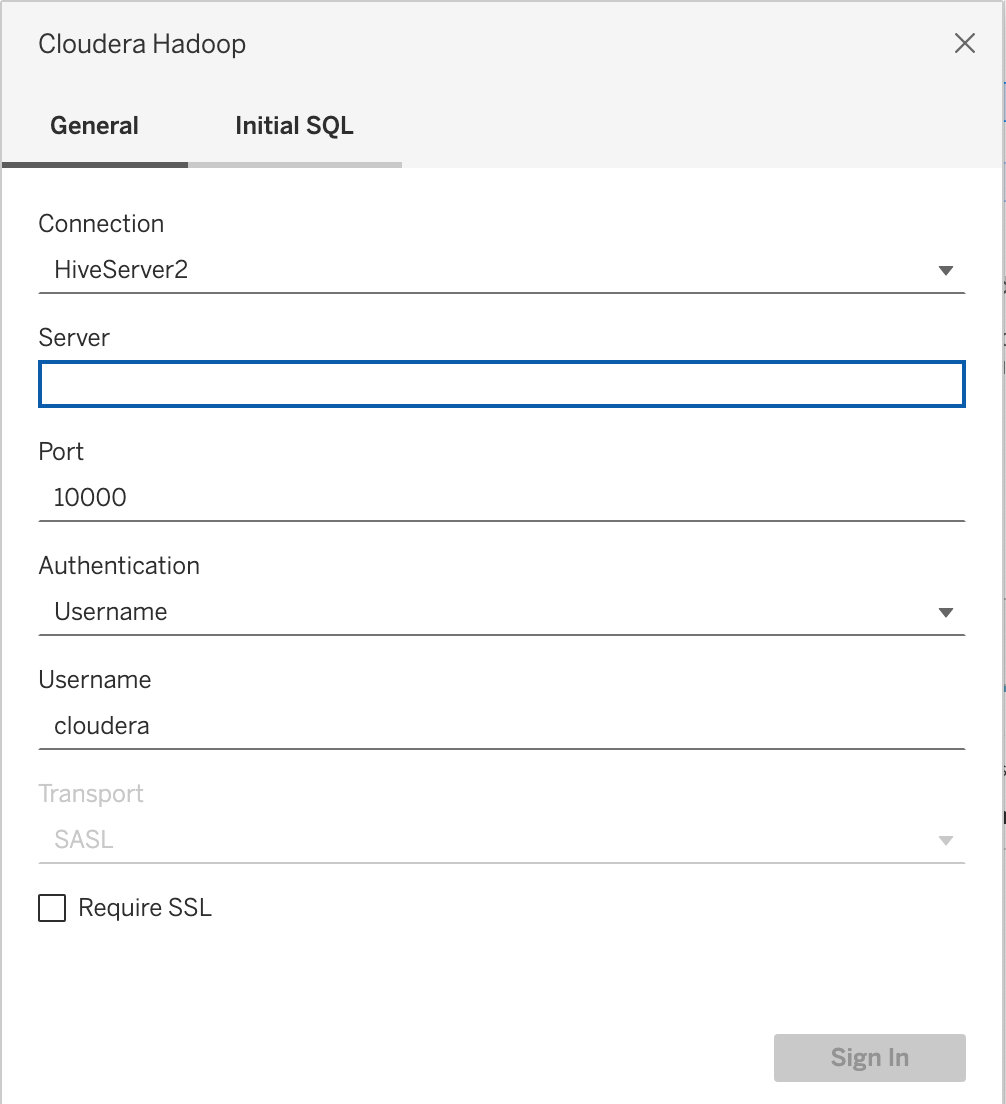 Cloudera Hadoop
General Initial SQL
Connection
HiveServer2
Server
Port
10000
Authentication
Username
Username
cloudera
Transport
SASL
Require SSL
Sign In